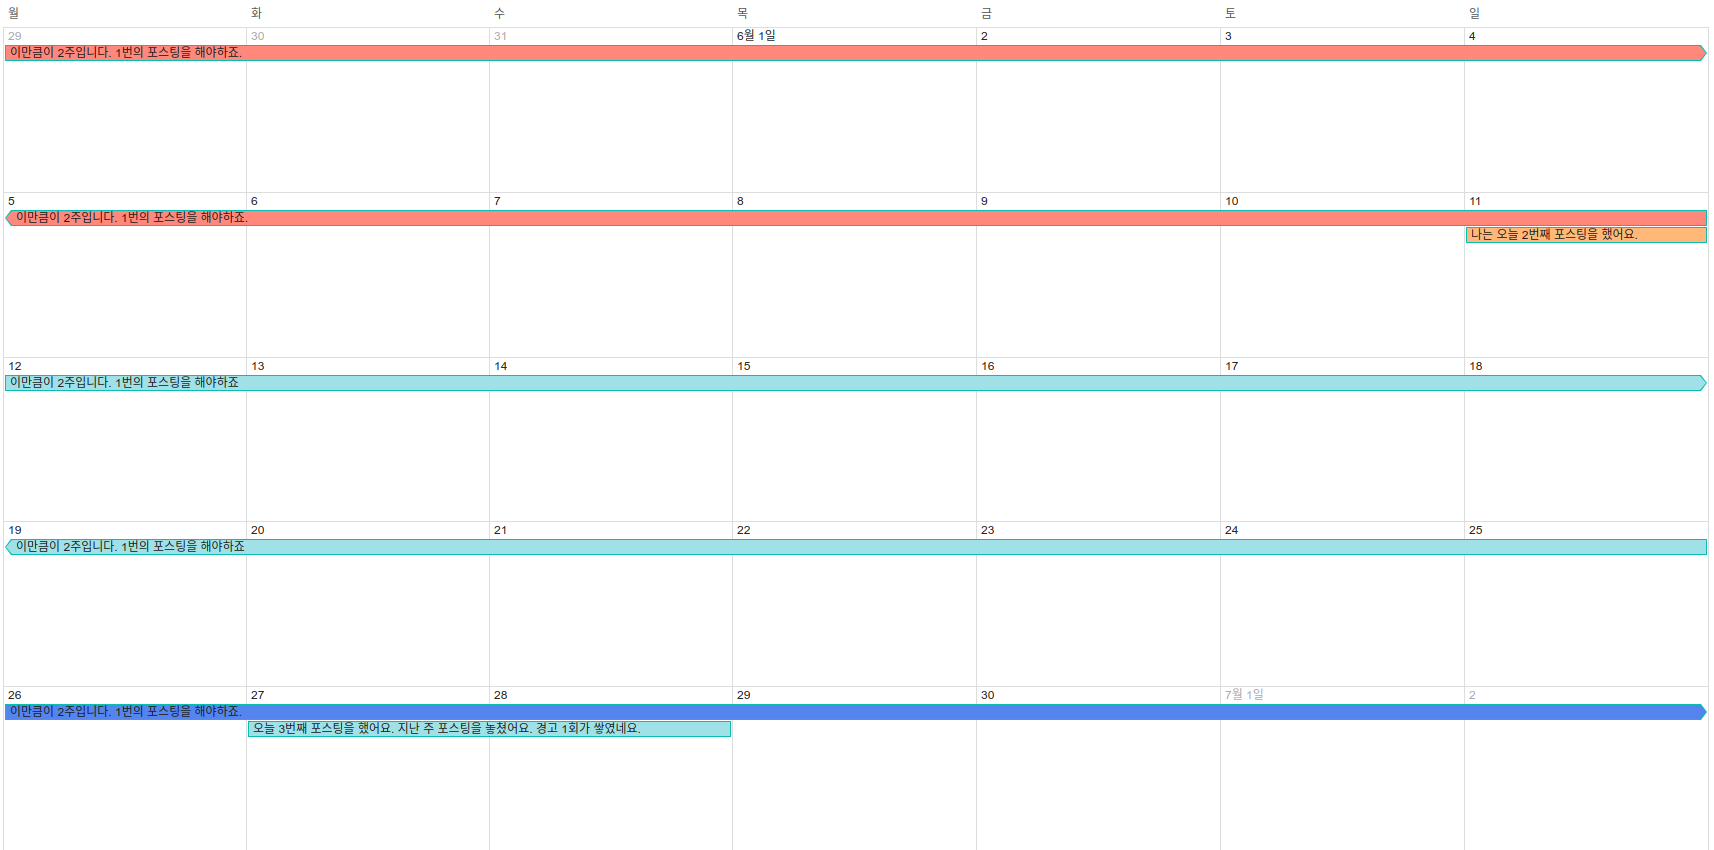 월 화 수 목 금 토 일
29 30 31 6월 1일 2 3 4
이만큼이 2주입니다. 1번의 포스팅을 해야하죠.
5 6 7 8 9 10 11
이만큼이 2주입니다. 1번의 포스팅을 해야하죠.
나는 오늘 2번째 포스팅을 했어요.
12 13 14 15 16 17 18
이만큼이 2주입니다. 1번의 포스팅을 해야하죠
19 20 21 22 23 24 25
이만큼이 2주입니다. 1번의 포스팅을 해야하죠
26 27 28 29 30 7월 1일 2
이만큼이 2주입니다. 1번의 포스팅을 해야하죠.
오늘 3번째 포스팅을 했어요. 지난 주 포스팅을 놓쳤어요. 경고 1회가 쌓였네요.